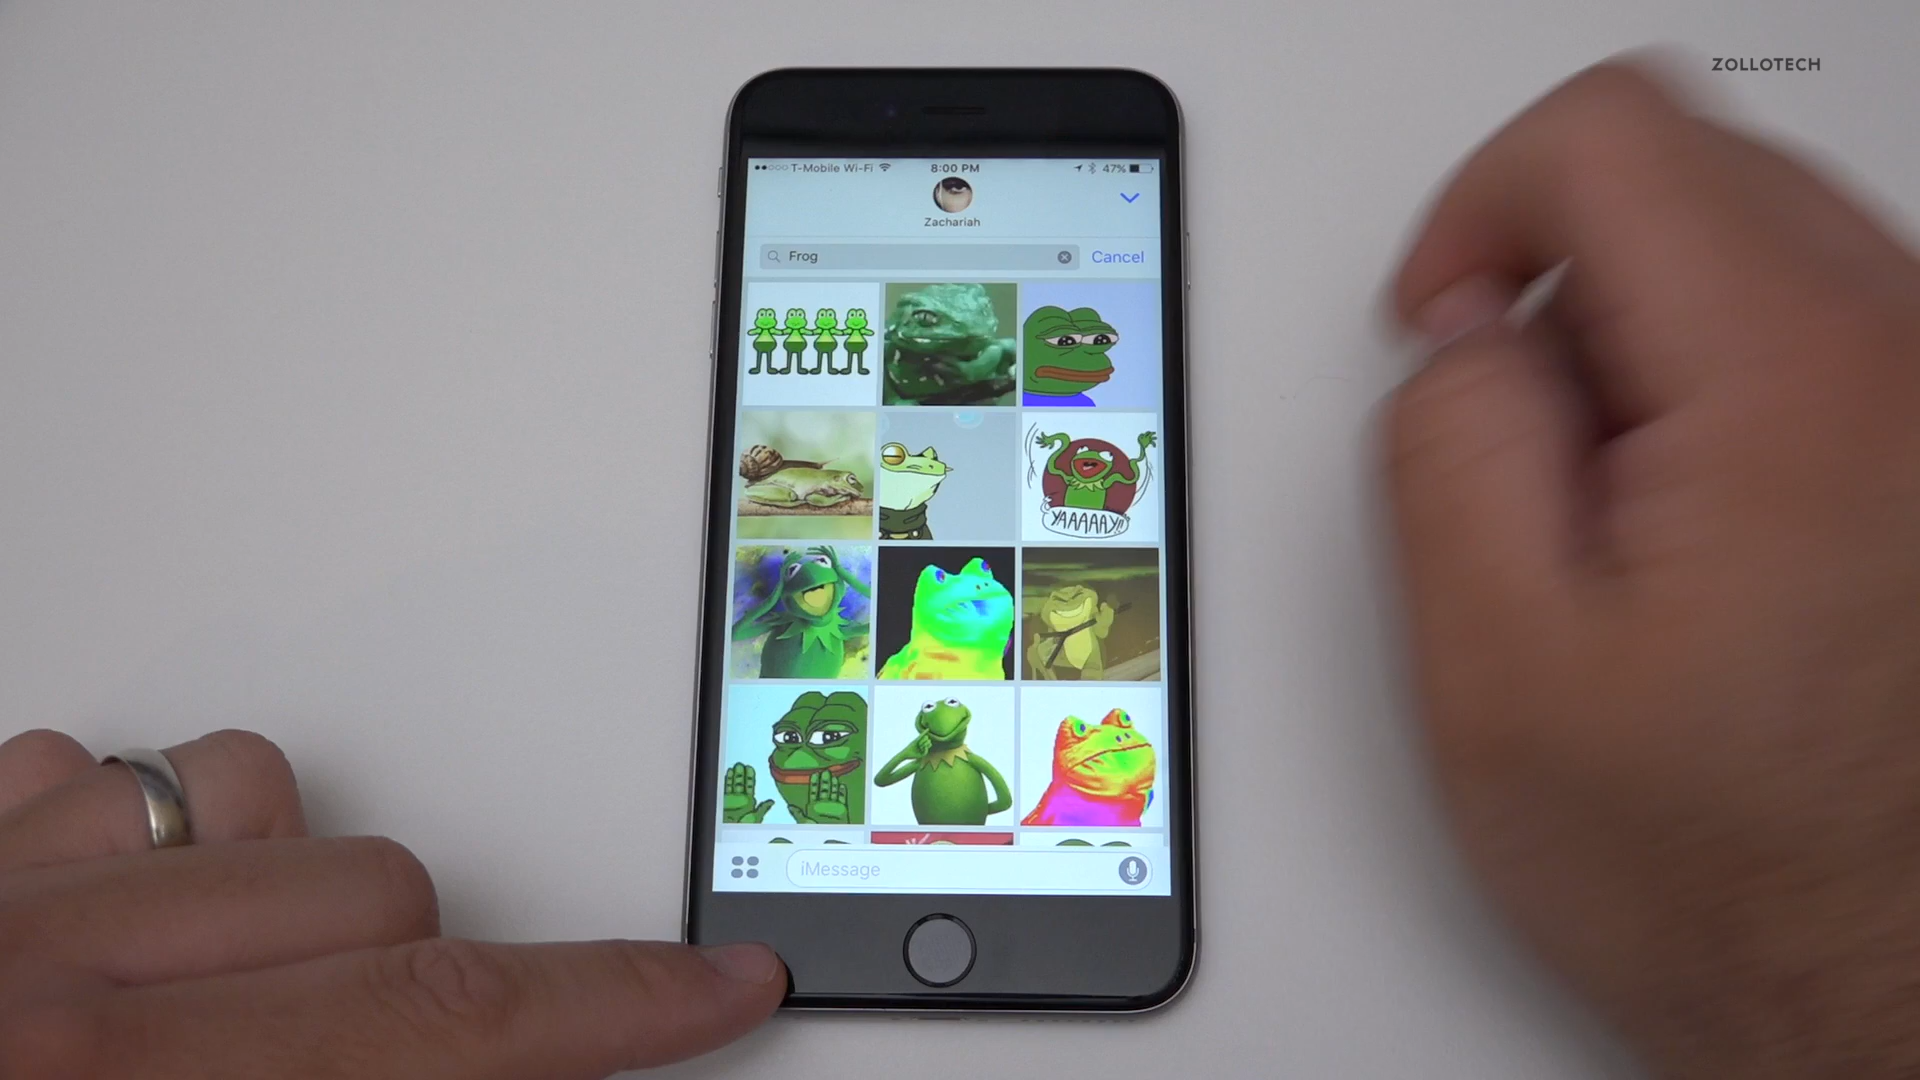 ZOLLOTECH
T-Mobile Wi-Fi
8:00 PM
47%
Zachariah
Frog
Cancel
YAAAAAY!!
iMessage